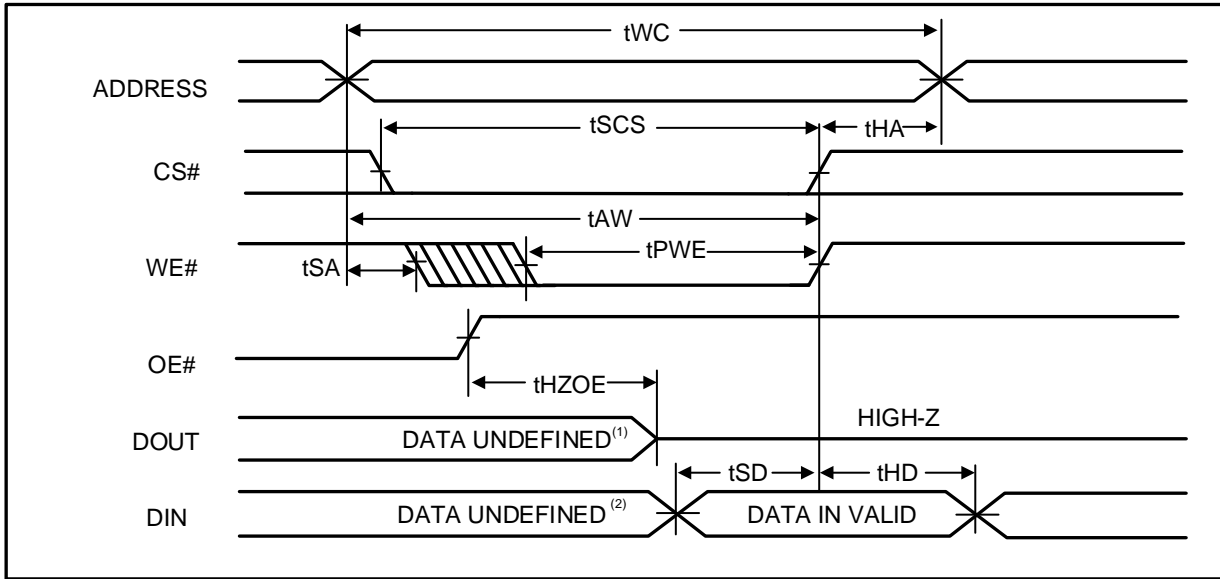 tWC
ADDRESS
tSCS
tHA
CS#
tAW
WE#
tSA
tPWE
OE#
tHZOE
DOUT
DATA UNDEFINED(1)
HIGH-Z
tSD
tHD
DIN
DATA UNDEFINED (2)
DATA IN VALID